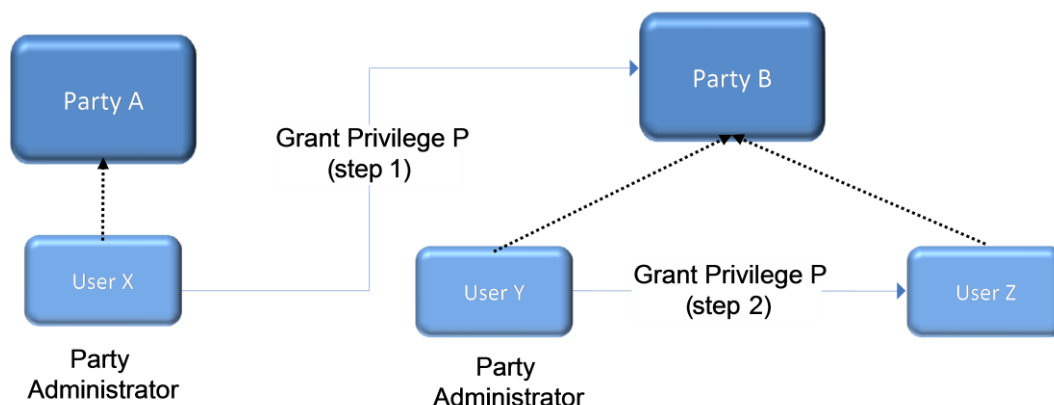 Party A
Party B
Grant Privilege P
(step 1)
User X
User Y
Grant Privilege P
(step 2)
User Z
Party
Administrator
Party
Administrator